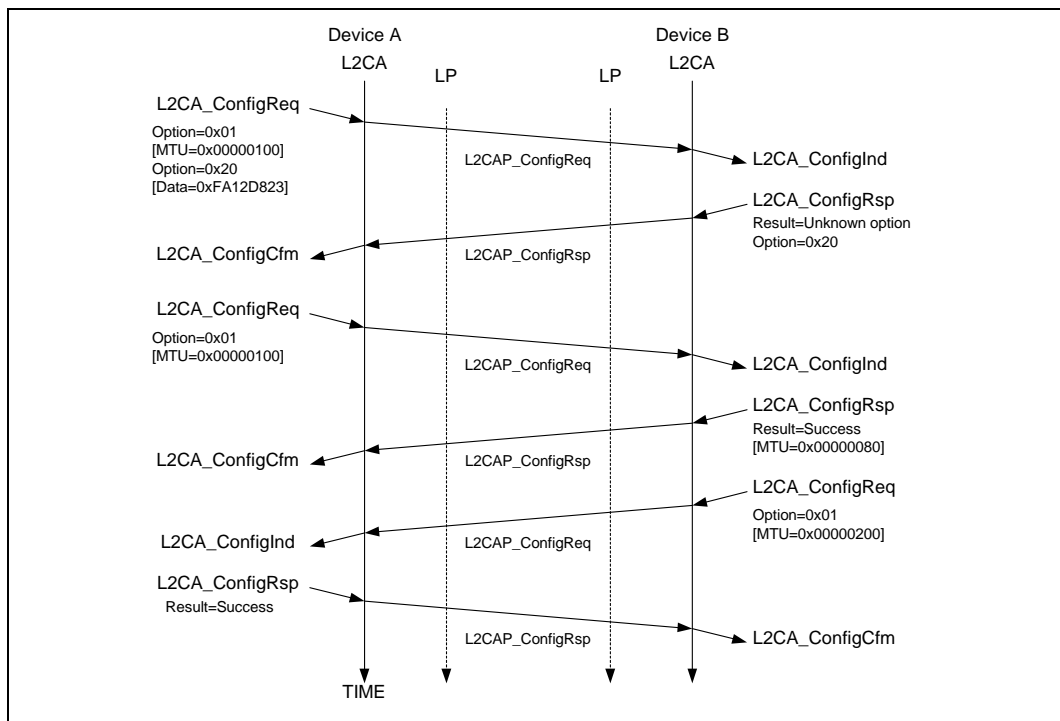 Device A
Device B
L2CA
LP
LP
L2CA
L2CA_ConfigReq
Option=0x01
[MTU=0x00000100]
Option=0x20
[Data=0xFA12D823]
L2CAP_ConfigReq
L2CA_ConfigInd
L2CA_ConfigRsp
Result=Unknown option
Option=0x20
L2CA_ConfigCfm
L2CAP_ConfigRsp
L2CA_ConfigReq
Option=0x01
[MTU=0x00000100]
L2CAP_ConfigReq
L2CA_ConfigInd
L2CA_ConfigRsp
Result=Success
[MTU=0x00000080]
L2CA_ConfigCfm
L2CAP_ConfigRsp
L2CA_ConfigReq
Option=0x01
[MTU=0x00000200]
L2CA_ConfigInd
L2CAP_ConfigReq
L2CA_ConfigRsp
Result=Success
L2CAP_ConfigRsp
L2CA_ConfigCfm
TIME